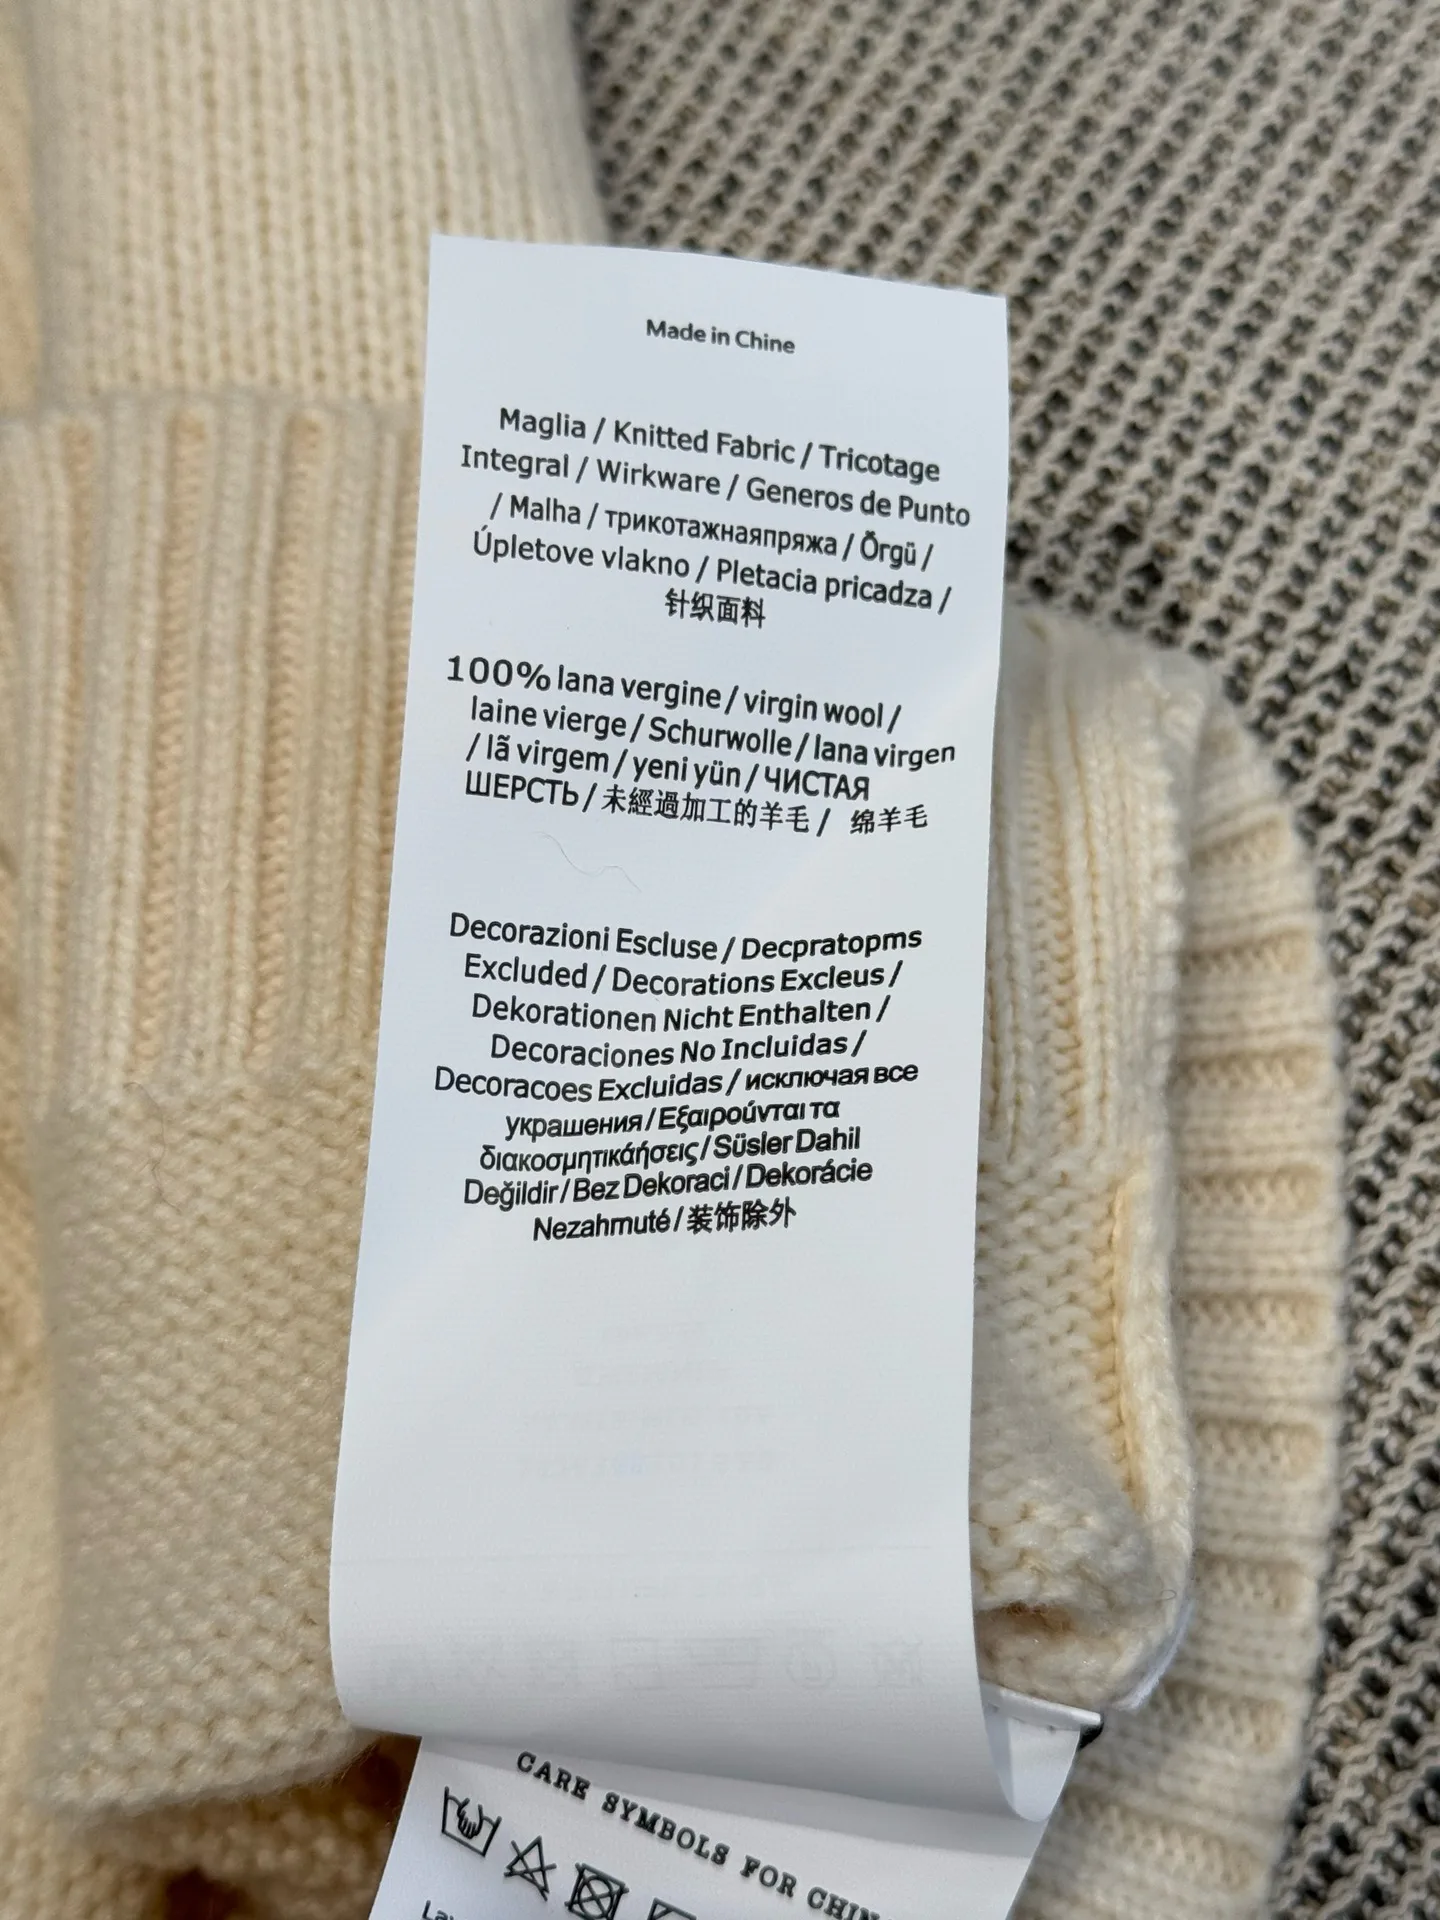 Made in Chine
Maglia / Knitted Fabric / Tricotage
Integral / Wirkware / Generos de Punto
/ Malha / трикотажнаяпряжа / Örgü /
Úpletove vlakno / Pletacia pricadza /
针织面料
100% lana vergine / virgin wool /
laine vierge / Schurwolle / lana virgen
/ lã virgem / yeni yün / ЧИСТАЯ
ШЕРСТЬ / 未經過加工的羊毛 / 绵羊毛
Decorazioni Escluse / Decpratopms
Excluded / Decorations Excleus /
Dekorationen Nicht Enthalten /
Decoraciones No Incluidas /
Decoracoes Excluidas / исключая все
украшения / Εξαιρούνται τα
διακοσμητικάήσεις / Süsler Dahil
Değildir / Bez Dekoraci / Dekorácie
Nezahmuté / 装饰除外
CARE SYMBOLS FOR